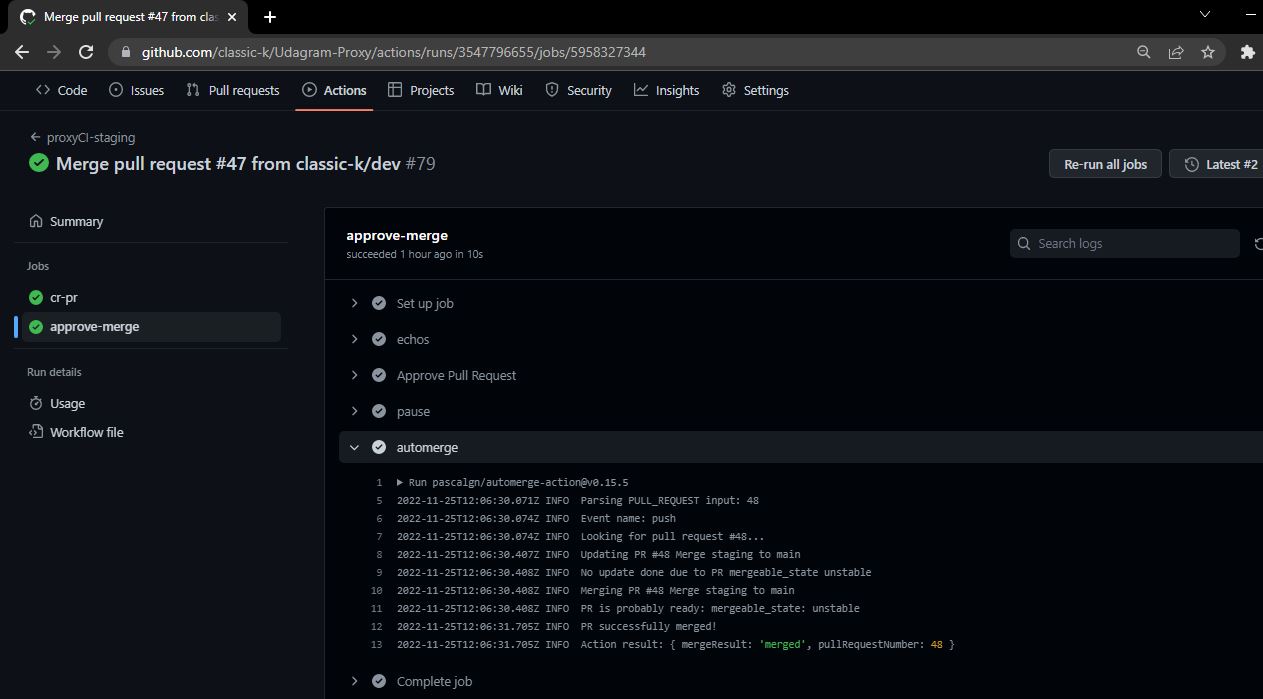 Merge pull request #47 from clas
github.com/classic-k/Udagram-Proxy/actions/runs/3547796655/jobs/5958327344
Code Issues Pull requests Actions Projects Wiki Security Insights Settings
proxyCI-staging
Merge pull request #47 from classic-k/dev #79
Re-run all jobs
Latest #2
Summary
Jobs
cr-pr
approve-merge
Run details
Usage
Workflow file
approve-merge
succeeded 1 hour ago in 10s
Search logs
Set up job
echos
Approve Pull Request
pause
automerge
1 Run pascalgn/automerge-action@v0.15.5
5 2022-11-25T12:06:30.071Z INFO Parsing PULL_REQUEST input: 48
6 2022-11-25T12:06:30.074Z INFO Event name: push
7 2022-11-25T12:06:30.074Z INFO Looking for pull request #48...
8 2022-11-25T12:06:30.407Z INFO Updating PR #48 Merge staging to main
9 2022-11-25T12:06:30.408Z INFO No update done due to PR mergeable_state unstable
10 2022-11-25T12:06:30.408Z INFO Merging PR #48 Merge staging to main
11 2022-11-25T12:06:30.408Z INFO PR is probably ready: mergeable_state: unstable
12 2022-11-25T12:06:31.705Z INFO PR successfully merged!
13 2022-11-25T12:06:31.705Z INFO Action result: { mergeResult: 'merged', pullRequestNumber: 48 }
Complete job